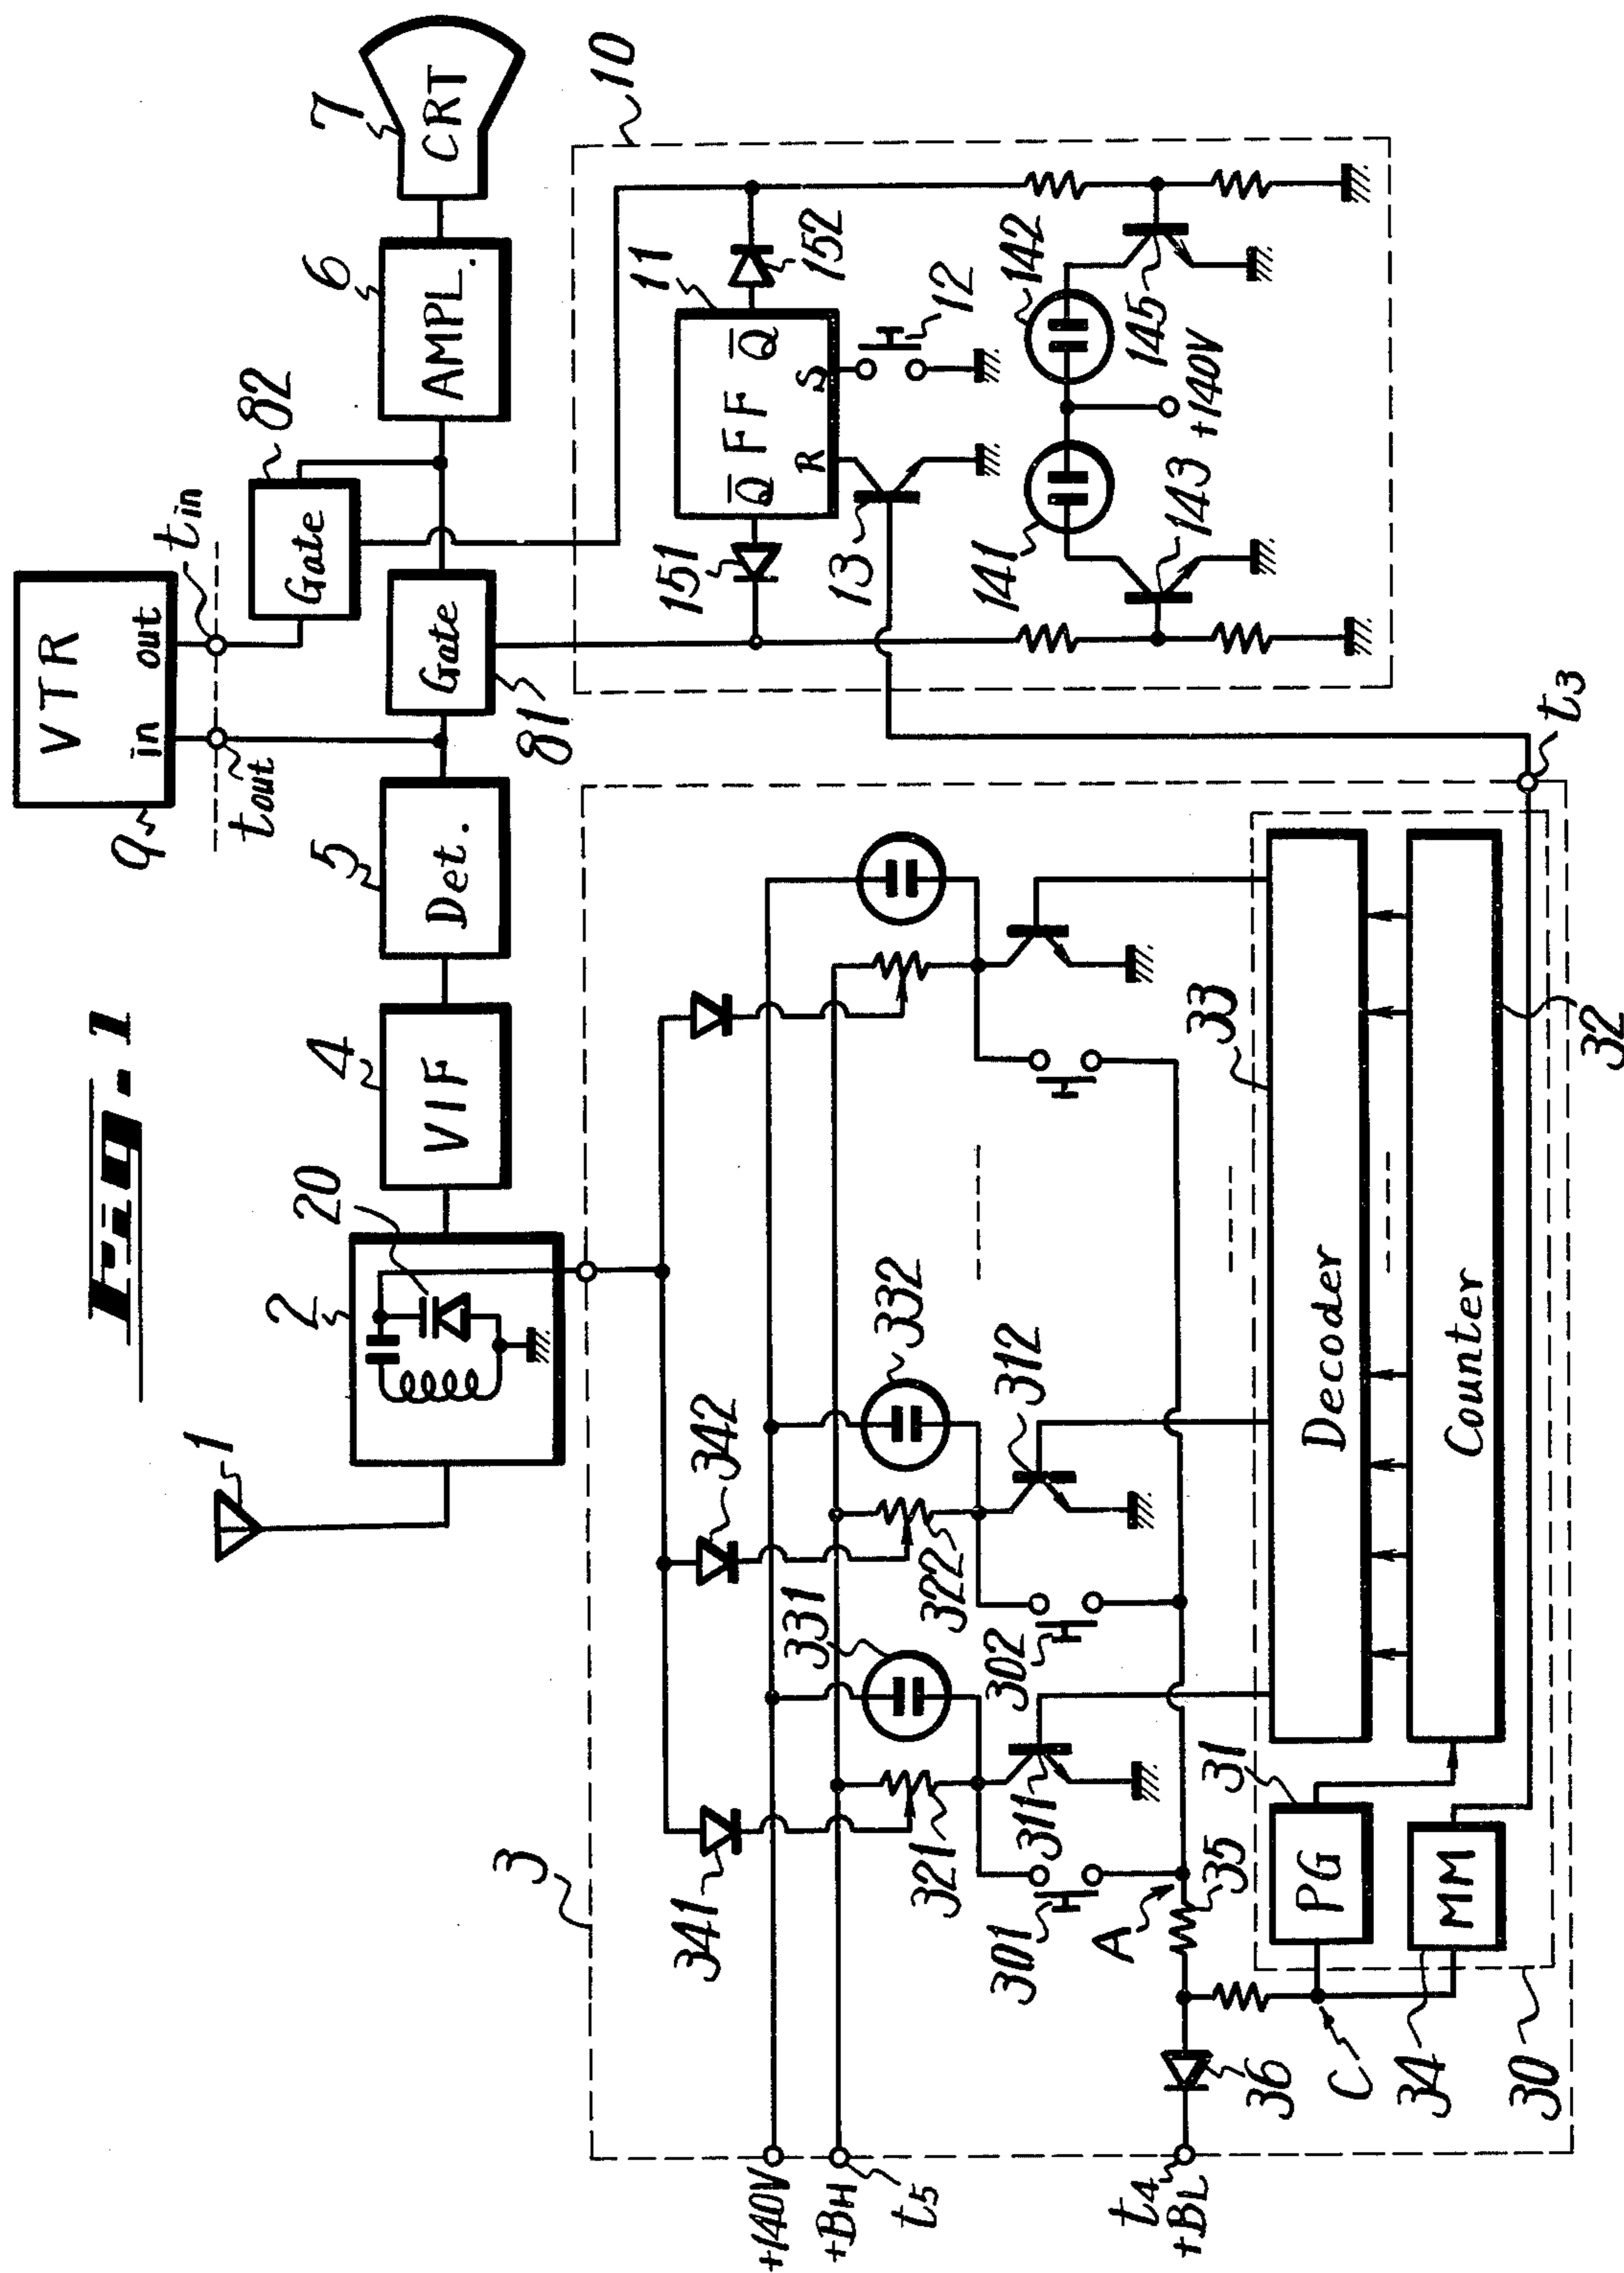 Fig. 1
VTR
in
out
9
tin
tout
82
Gate
1
2
20
4
VIF
5
Det.
Gate
81
6
AMPL.
7
CRT
10
11
Q̅ FF Q̅
R
S
151
152
13
12
141
142
143
145
+140V
3
341
342
331
332
321
322
311
312
301
302
A
35
36
C
+140V
+BH
t5
t4
+BL
31
PG
34
MM
30
33
Decoder
Counter
32
t3